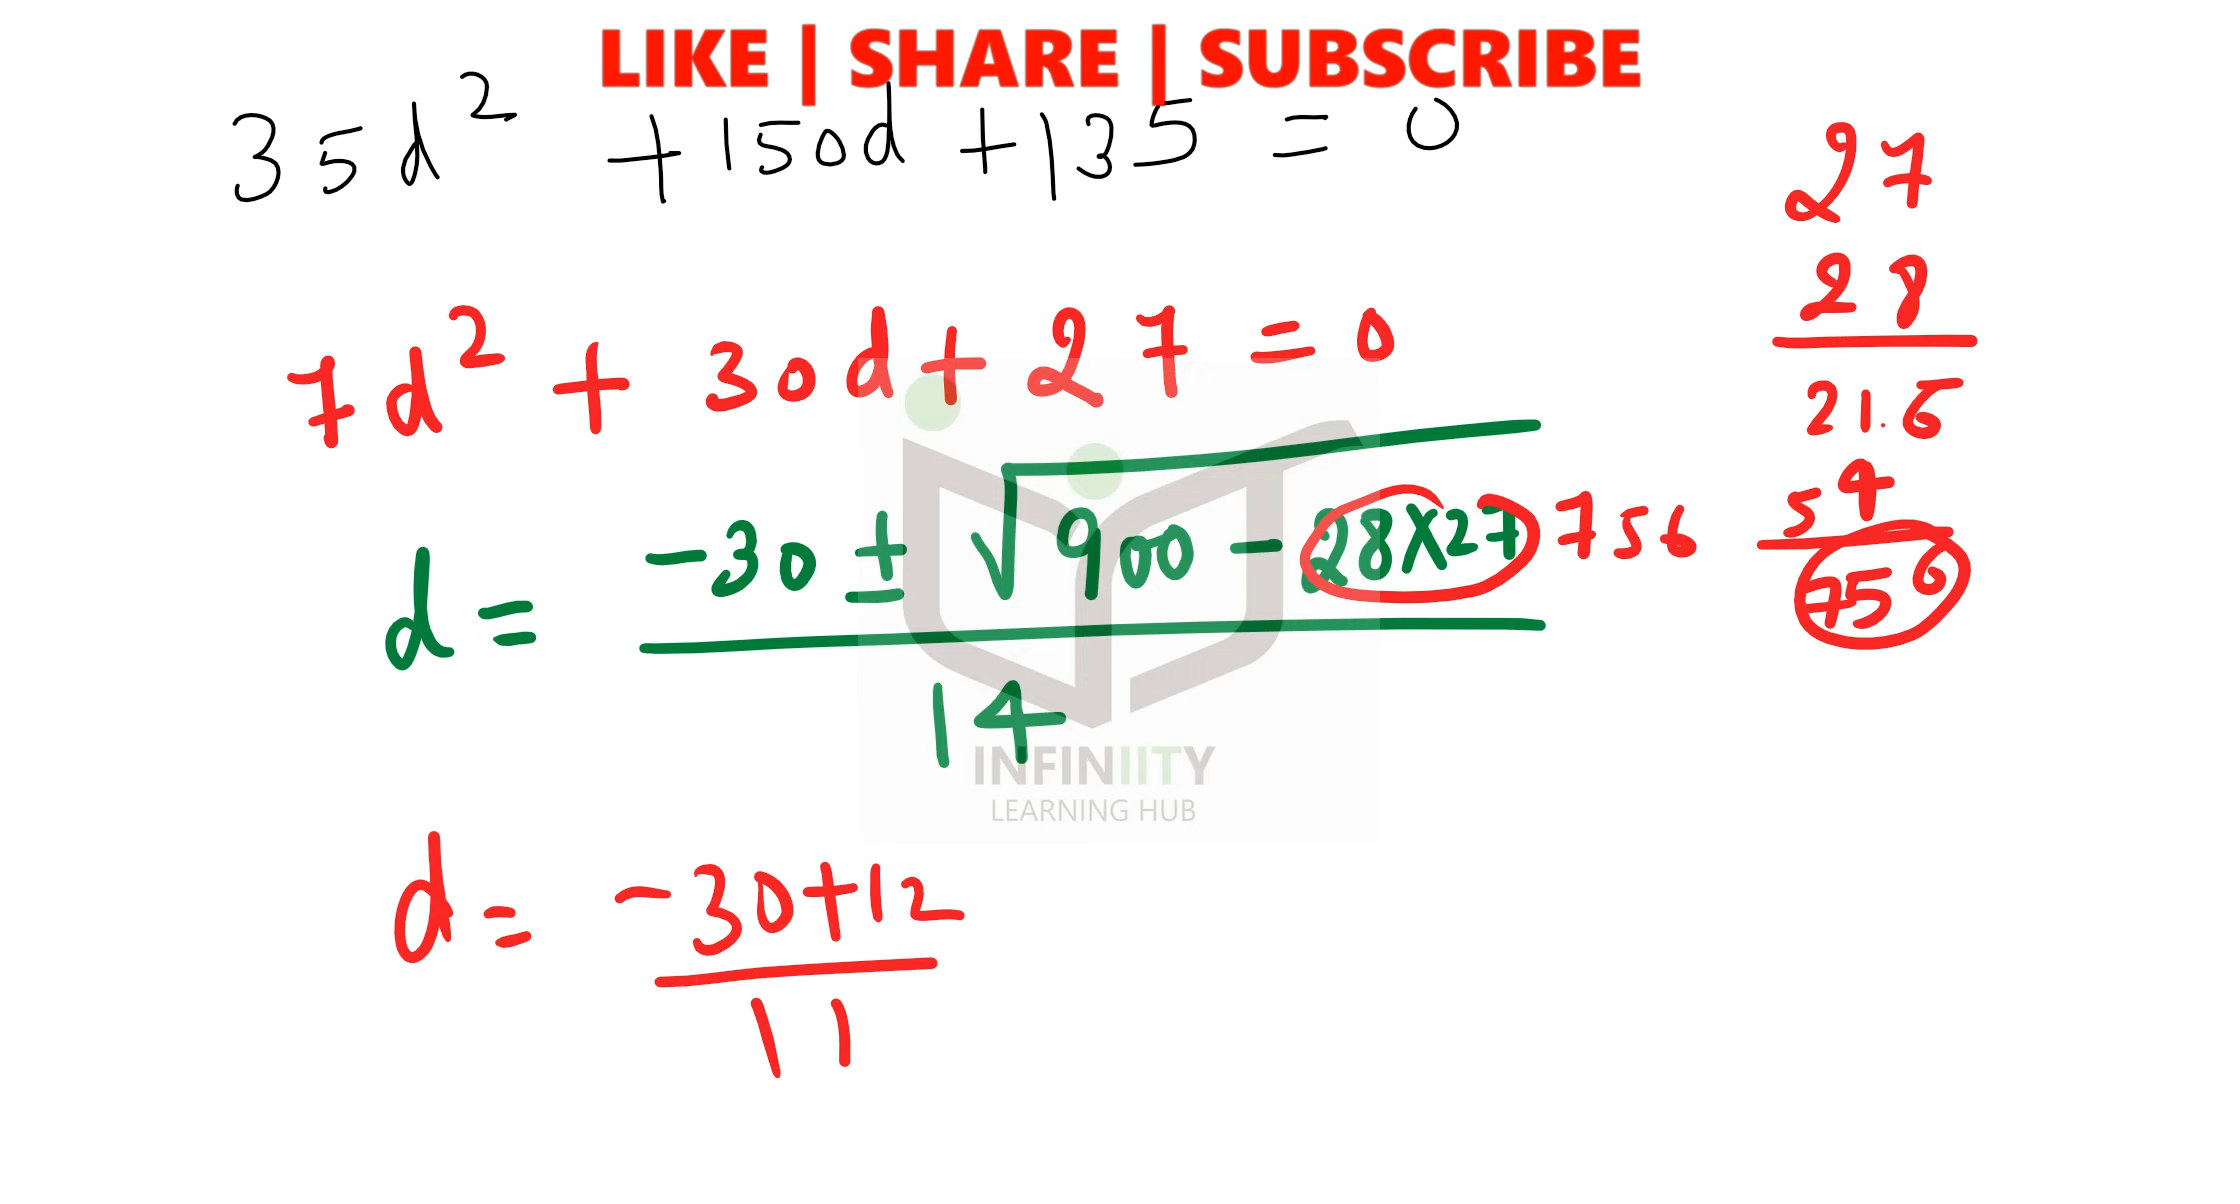 LIKE | SHARE | SUBSCRIBE
35d² +150d+135 = 0
7d² + 30d+27 = 0
d = -30 ± √900 - 28X27 756
14
d = -30+12
11
27
28
21.6
54
756
INFINIITY
LEARNING HUB